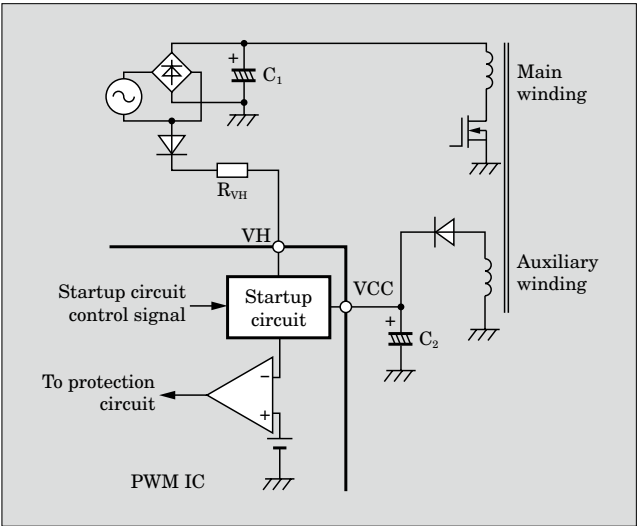 +
C1
Main
winding
RVH
VH
Startup circuit
control signal
Startup
circuit
VCC
+
C2
Auxiliary
winding
To protection
circuit
−
+
PWM IC